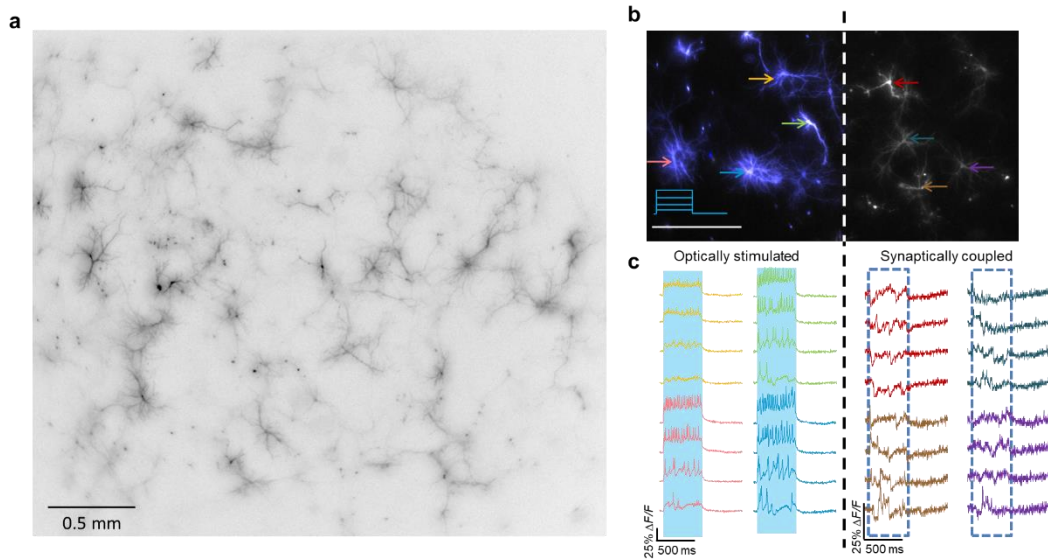 a
0.5 mm
b
c
Optically stimulated
Synaptically coupled
25% ΔF/F
500 ms
25% ΔF/F
500 ms